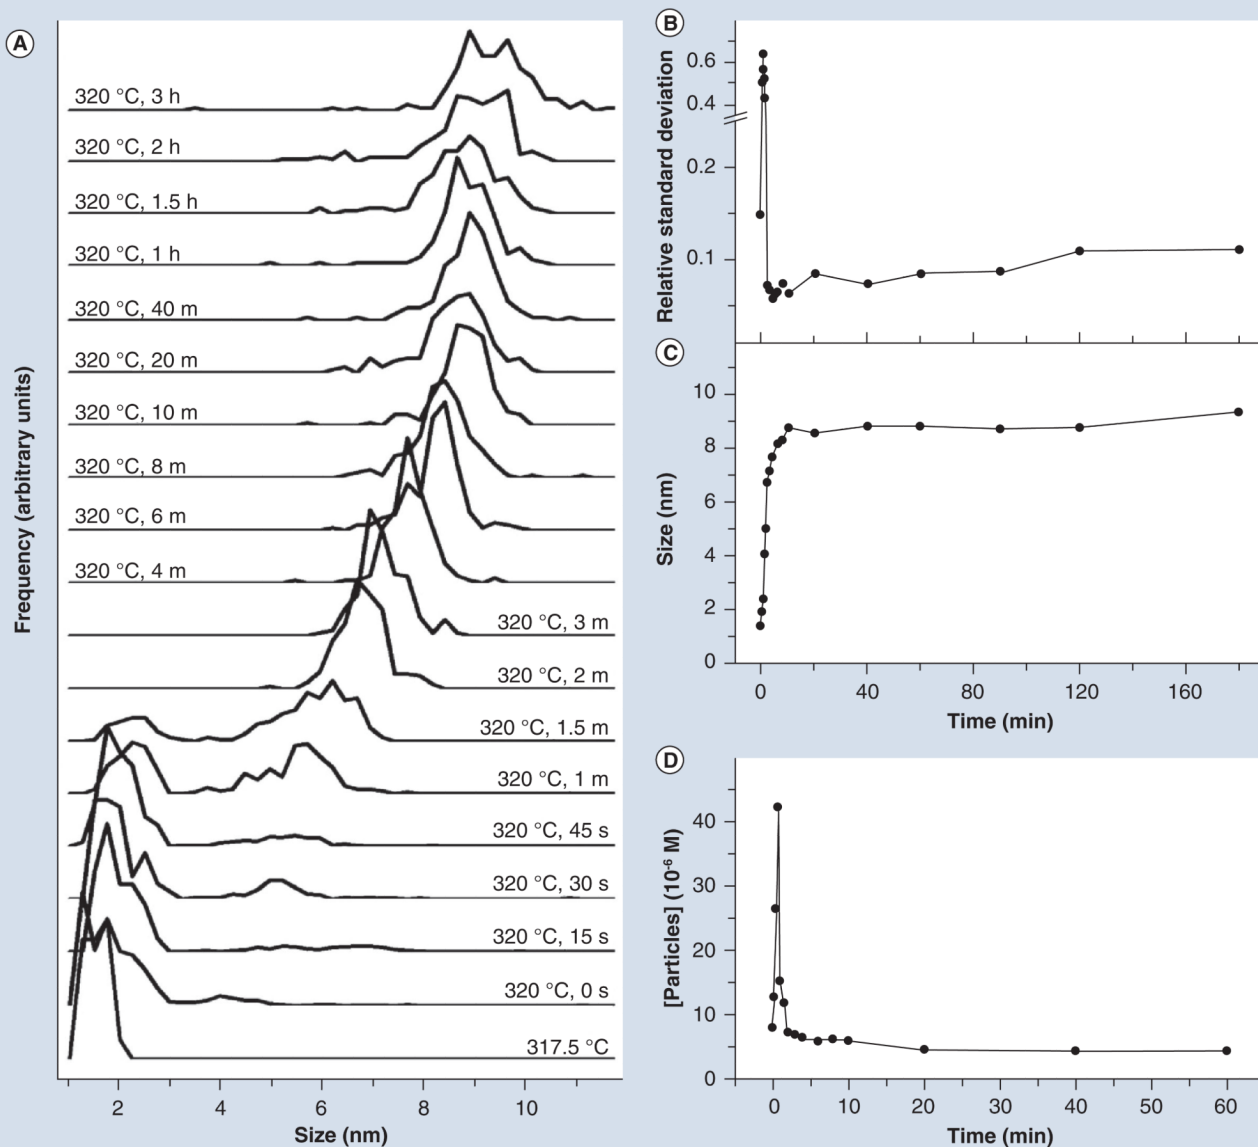 A
320 °C, 3 h
320 °C, 2 h
320 °C, 1.5 h
320 °C, 1 h
320 °C, 40 m
320 °C, 20 m
320 °C, 10 m
320 °C, 8 m
320 °C, 6 m
320 °C, 4 m
320 °C, 3 m
320 °C, 2 m
320 °C, 1.5 m
320 °C, 1 m
320 °C, 45 s
320 °C, 30 s
320 °C, 15 s
320 °C, 0 s
317.5 °C
Frequency (arbitrary units)
2 4 6 8 10
Size (nm)
B
Relative standard deviation
0.6
0.4
0.2
0.1
C
Size (nm)
10
8
6
4
2
0
0 40 80 120 160
Time (min)
D
[Particles] (10⁻⁶ M)
40
30
20
10
0
0 10 20 30 40 50 60
Time (min)